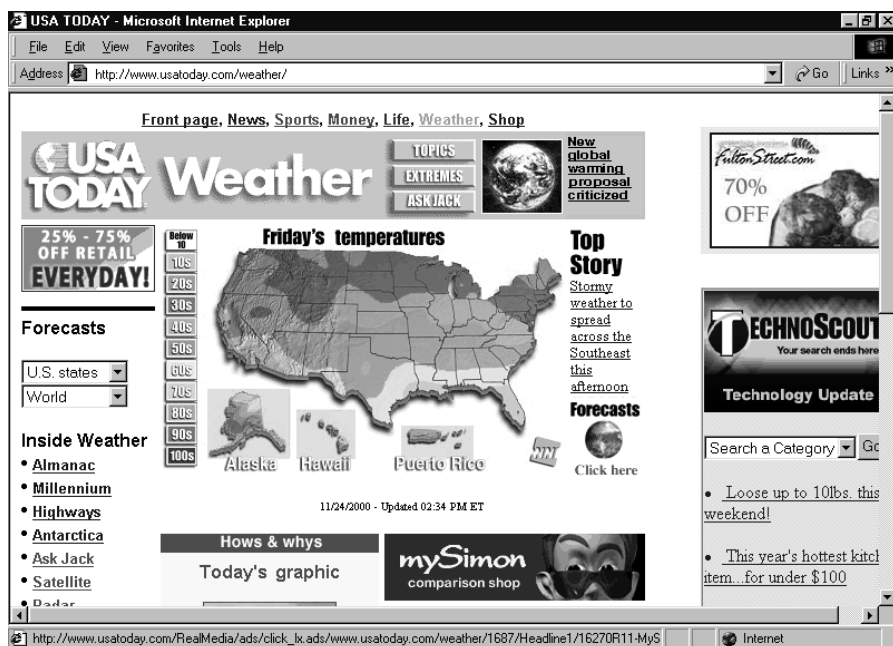 USA TODAY - Microsoft Internet Explorer
File Edit View Favorites Tools Help
Address http://www.usatoday.com/weather/ Go Links »
Front page, News, Sports, Money, Life, Weather, Shop
USA
TODAY
Weather
TOPICS
EXTREMES
ASK JACK
New
global
warming
proposal
criticized
25% - 75%
OFF RETAIL
EVERYDAY!
Forecasts
U.S. states
World
Inside Weather
• Almanac
• Millennium
• Highways
• Antarctica
• Ask Jack
• Satellite
• Radar
Friday's temperatures
Below
10
10s
20s
30s
40s
50s
60s
70s
80s
90s
100s
Alaska
Hawaii
Puerto Rico
Top
Story
Stormy
weather to
spread
across the
Southeast
this
afternoon
Forecasts
Click here
11/24/2000 - Updated 02:34 PM ET
Hows & whys
Today's graphic
mySimon
comparison shop
FultonStreet.com
70%
OFF
TECHNOSCOUT
Your search ends here
Technology Update
Search a Category Go
• Loose up to 10lbs. this
weekend!
• This year's hottest kitch
item...for under $100
http://www.usatoday.com/RealMedia/ads/click_lx.ads/www.usatoday.com/weather/1687/Headline1/16270R11-MyS
Internet